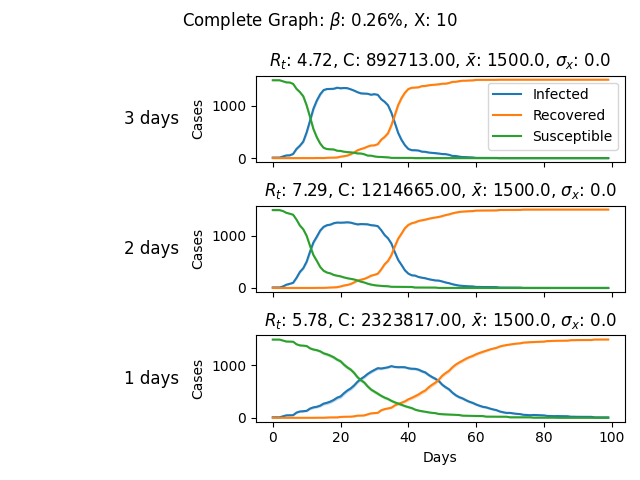 Complete Graph: β: 0.26%, X: 10
R_t: 4.72, C: 892713.00, x̄: 1500.0, σ_x: 0.0
3 days
Cases
1000
0
Infected
Recovered
Susceptible
R_t: 7.29, C: 1214665.00, x̄: 1500.0, σ_x: 0.0
2 days
Cases
1000
0
R_t: 5.78, C: 2323817.00, x̄: 1500.0, σ_x: 0.0
1 days
Cases
1000
0
0 20 40 60 80 100
Days